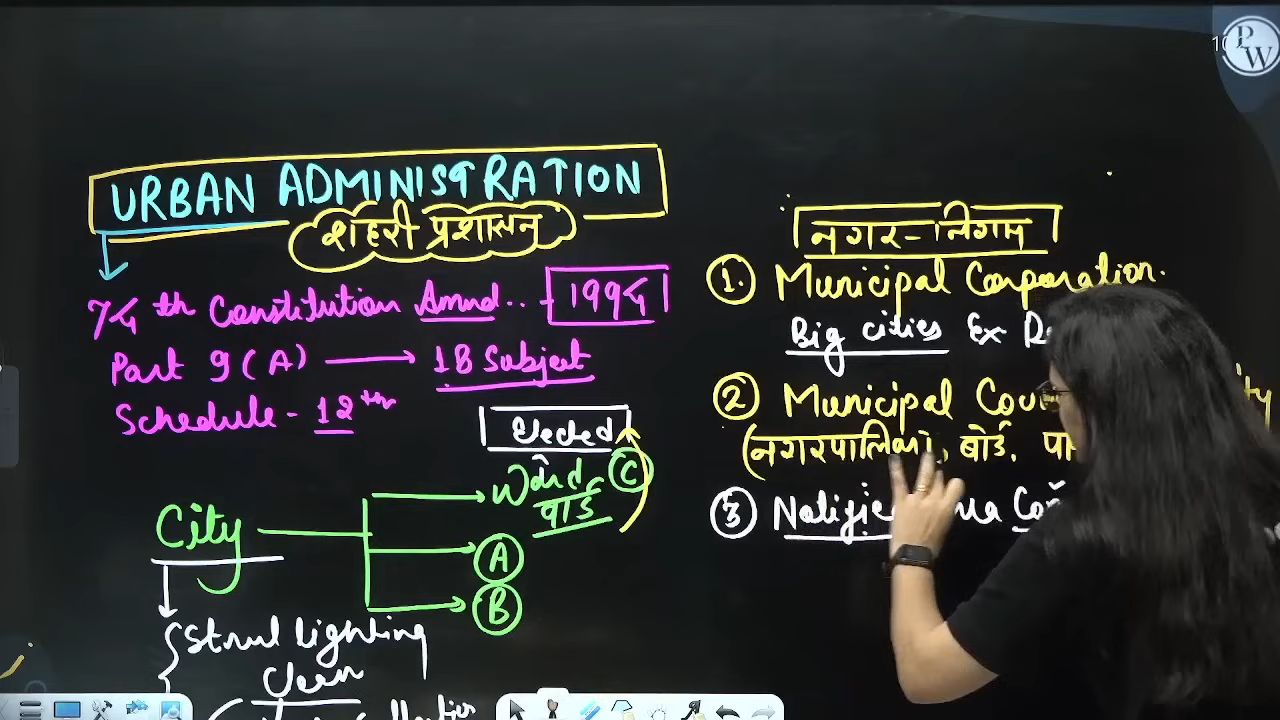 PW
URBAN ADMINISTRATION
शहरी प्रशासन
74th Constitution Amnd.. - 1994
Part 9(A) → 18 Subject
Schedule - 12th
Elected
Ward C
वार्ड
City
A
B
Street lighting
Clean
नगर-निगम
1. Municipal Corporation.
Big cities Ex
2 Municipal
(नगरपालिका, बोर्ड,
3